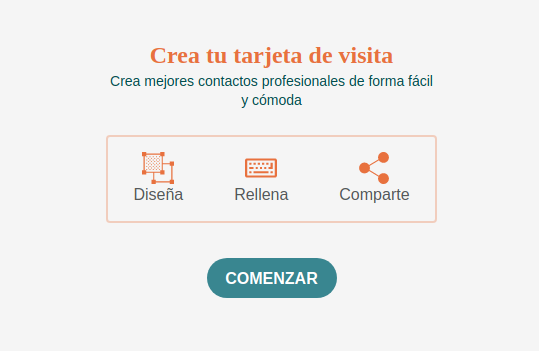 Crea tu tarjeta de visita
Crea mejores contactos profesionales de forma fácil
y cómoda
Diseña
Rellena
Comparte
COMENZAR